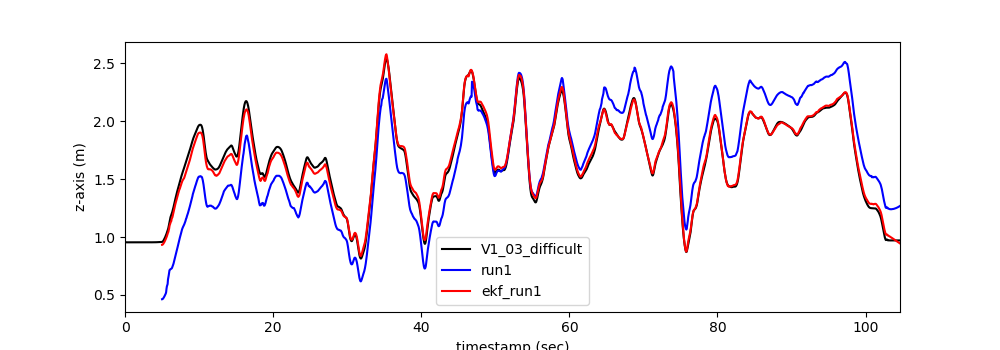 2.5
2.0
1.5
1.0
0.5
z-axis (m)
V1_03_difficult
run1
ekf_run1
0 20 40 60 80 100
timestamp (sec)